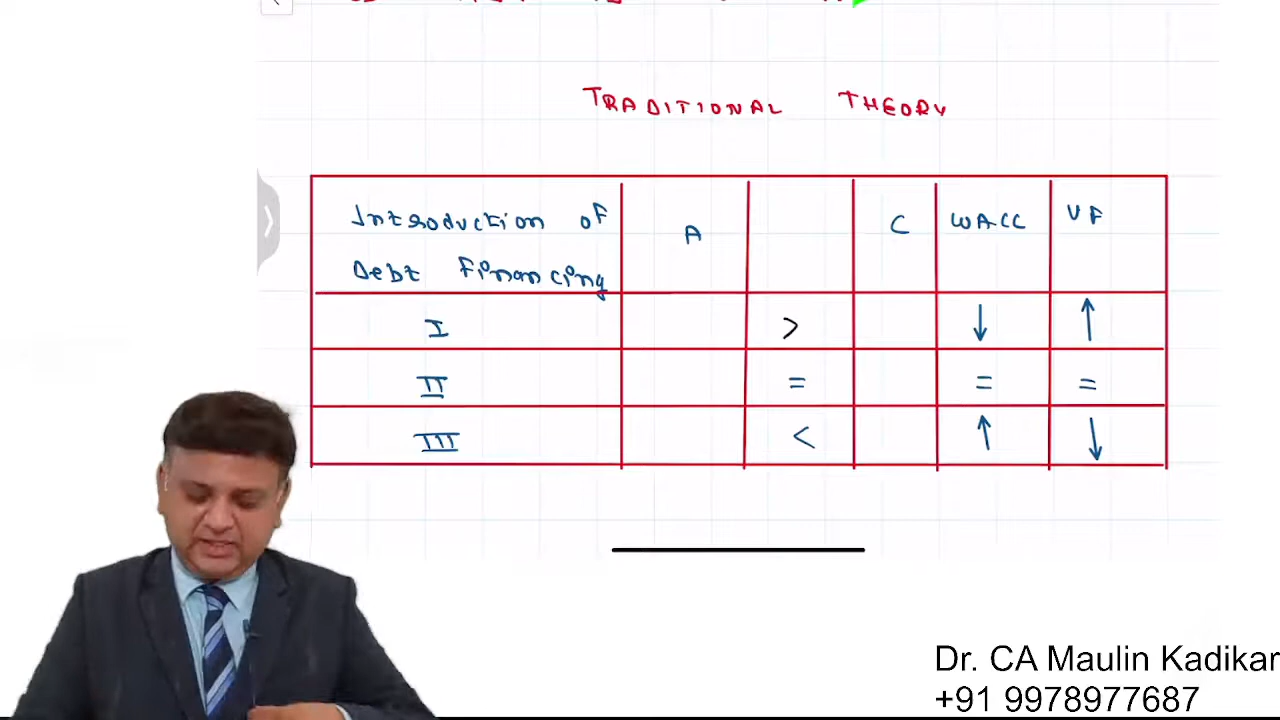 TRADITIONAL THEORY
Introduction of Debt Financing A C WACC VF
I > ↓ ↑
II = = =
III < ↑ ↓
Dr. CA Maulin Kadikar
+91 9978977687